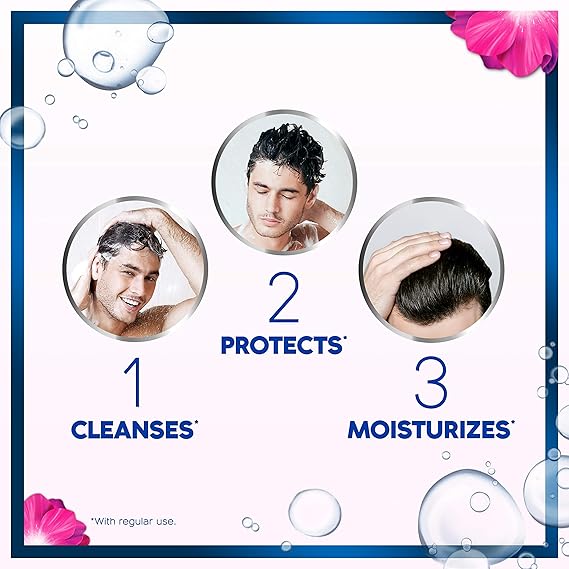 1
CLEANSES*
2
PROTECTS*
3
MOISTURIZES*
*With regular use.